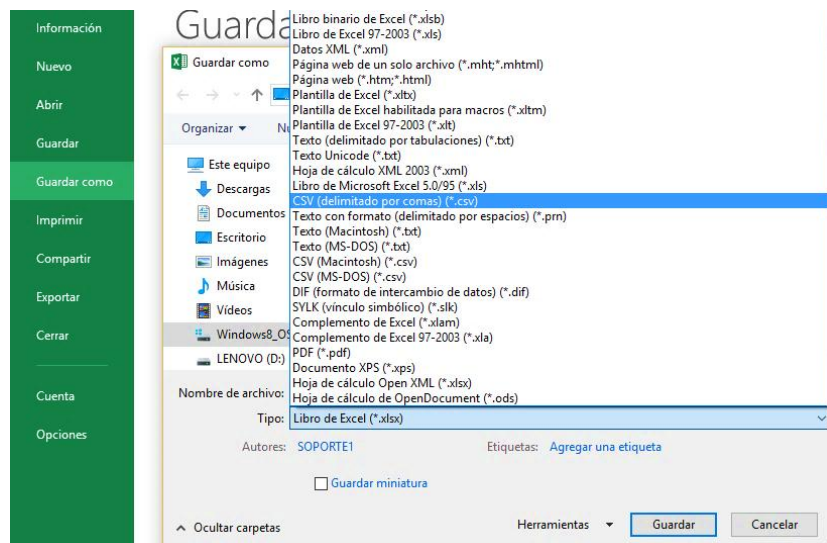 Información
Nuevo
Abrir
Guardar
Guardar como
Imprimir
Compartir
Exportar
Cerrar
Cuenta
Opciones
Guarda
Guardar como
Organizar
Este equipo
Descargas
Documentos
Escritorio
Imágenes
Música
Vídeos
Windows8_OS
LENOVO (D:)
Libro binario de Excel (*.xlsb)
Libro de Excel 97-2003 (*.xls)
Datos XML (*.xml)
Página web de un solo archivo (*.mht;*.mhtml)
Página web (*.htm;*.html)
Plantilla de Excel (*.xltx)
Plantilla de Excel habilitada para macros (*.xltm)
Plantilla de Excel 97-2003 (*.xlt)
Texto (delimitado por tabulaciones) (*.txt)
Texto Unicode (*.txt)
Hoja de cálculo XML 2003 (*.xml)
Libro de Microsoft Excel 5.0/95 (*.xls)
CSV (delimitado por comas) (*.csv)
Texto con formato (delimitado por espacios) (*.prn)
Texto (Macintosh) (*.txt)
Texto (MS-DOS) (*.txt)
CSV (Macintosh) (*.csv)
CSV (MS-DOS) (*.csv)
DIF (formato de intercambio de datos) (*.dif)
SYLK (vínculo simbólico) (*.slk)
Complemento de Excel (*.xlam)
Complemento de Excel 97-2003 (*.xla)
PDF (*.pdf)
Documento XPS (*.xps)
Hoja de cálculo Open XML (*.xlsx)
Hoja de cálculo de OpenDocument (*.ods)
Nombre de archivo:
Tipo: Libro de Excel (*.xlsx)
Autores: SOPORTE1 Etiquetas: Agregar una etiqueta
Guardar miniatura
Ocultar carpetas Herramientas Guardar Cancelar